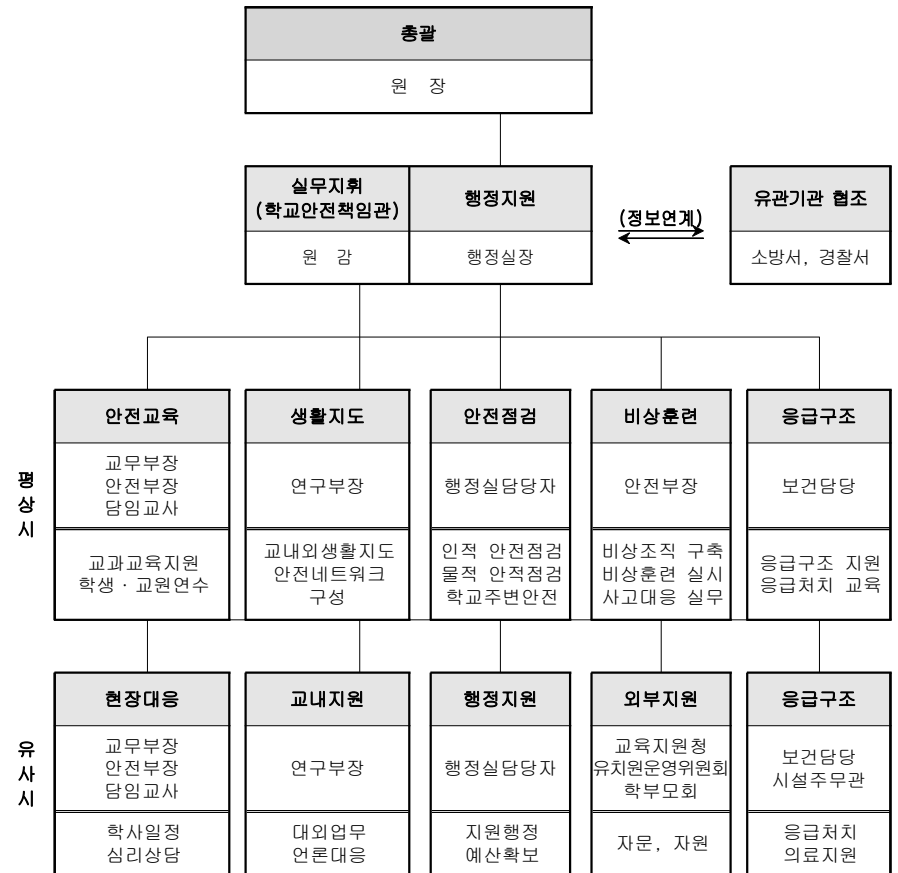 총괄
원 장
실무지휘
(학교안전책임관)
행정지원
유관기관 협조
(정보연계)
원 감
행정실장
소방서, 경찰서
평상시
안전교육
생활지도
안전점검
비상훈련
응급구조
교무부장
안전부장
담임교사
연구부장
행정실담당자
안전부장
보건담당
교과교육지원
학생·교원연수
교내외생활지도
안전네트워크
구성
인적 안전점검
물적 안적점검
학교주변안전
비상조직 구축
비상훈련 실시
사고대응 실무
응급구조 지원
응급처치 교육
유사시
현장대응
교내지원
행정지원
외부지원
응급구조
교무부장
안전부장
담임교사
연구부장
행정실담당자
교육지원청
유치원운영위원회
학부모회
보건담당
시설주무관
학사일정
심리상담
대외업무
언론대응
지원행정
예산확보
자문, 자원
응급처치
의료지원